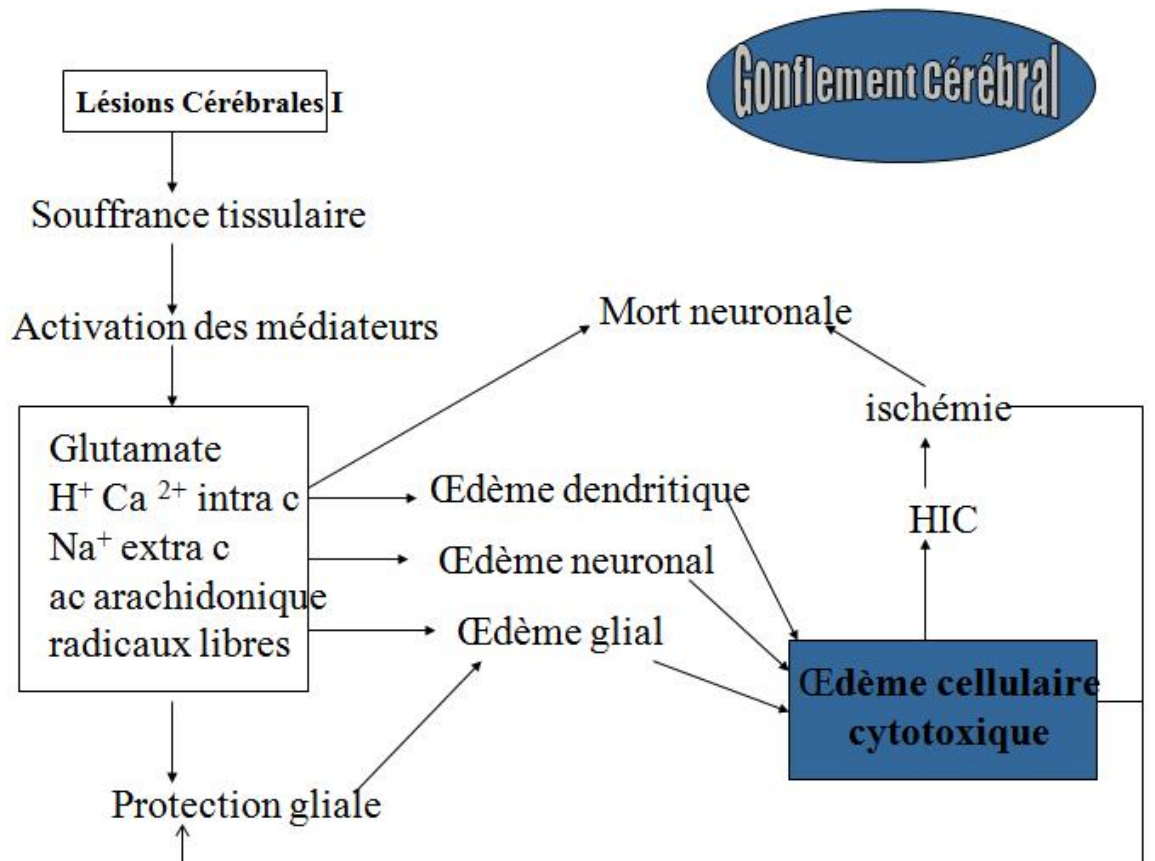 Gonflement cérébral
Lésions Cérébrales I
Souffrance tissulaire
Activation des médiateurs
Mort neuronale
ischémie
Glutamate
H⁺ Ca ²⁺ intra c
Na⁺ extra c
ac arachidonique
radicaux libres
Œdème dendritique
HIC
Œdème neuronal
Œdème glial
Œdème cellulaire
cytotoxique
Protection gliale